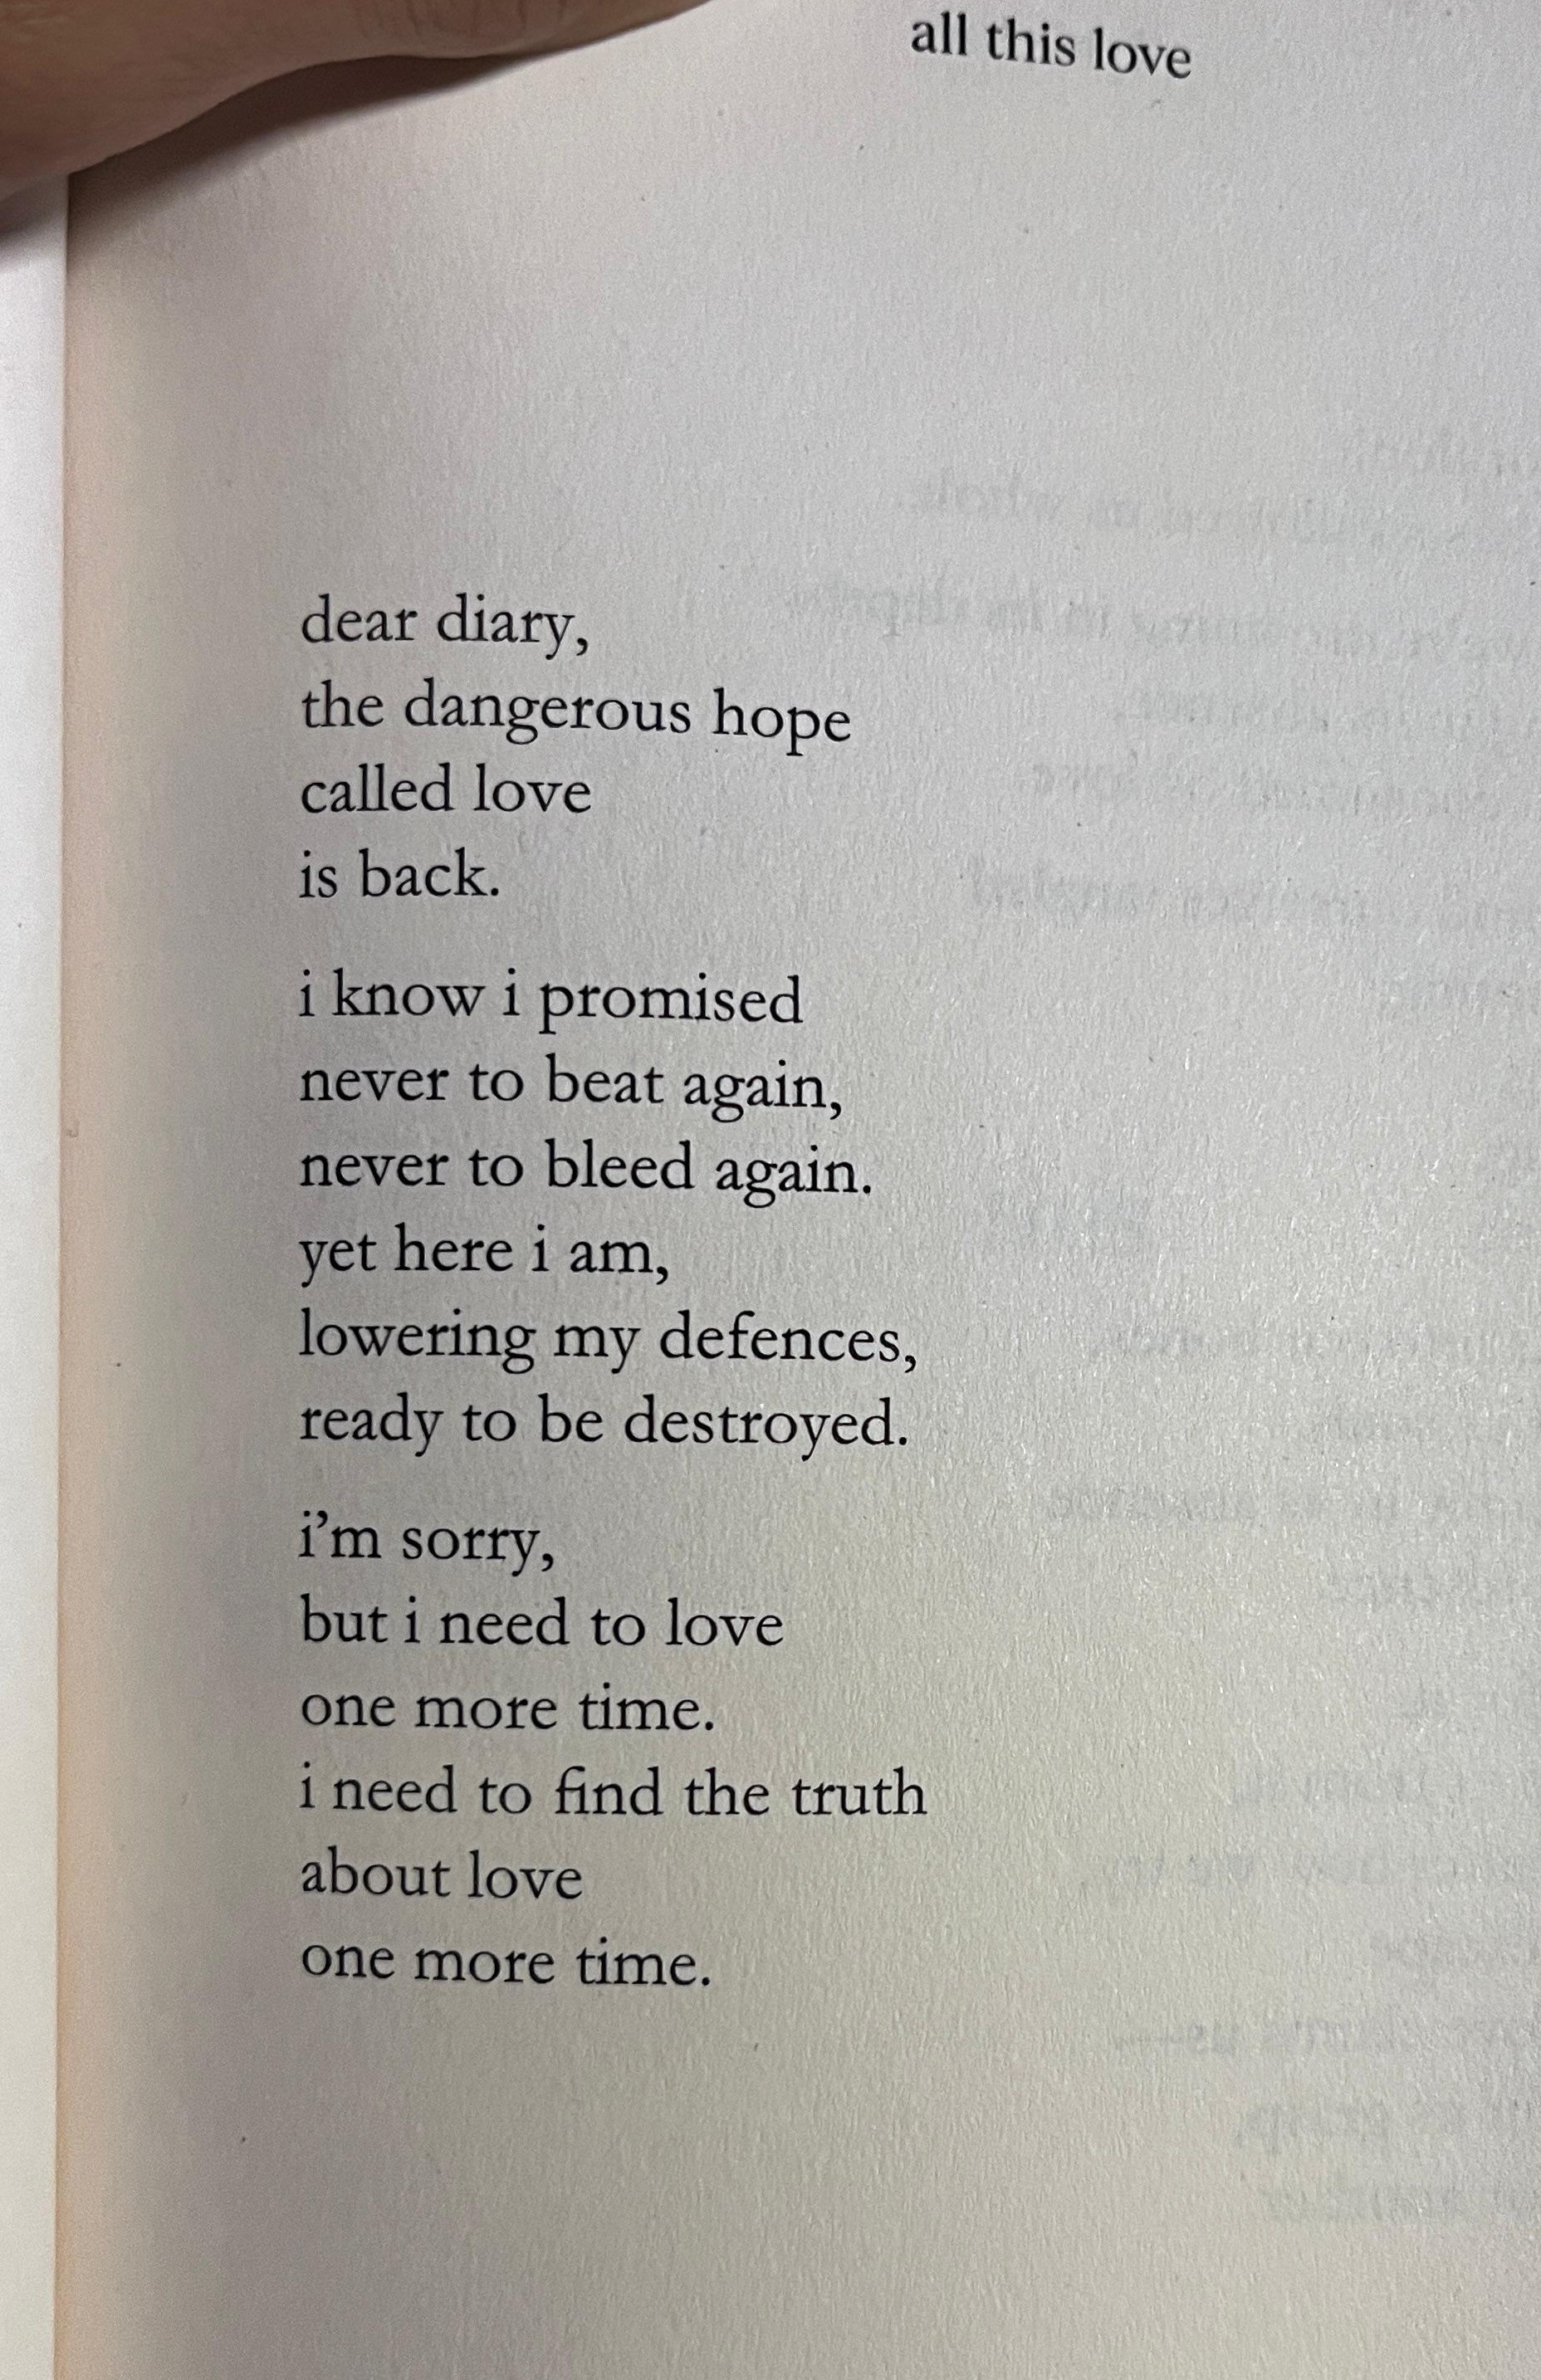 all this love
dear diary,
the dangerous hope
called love
is back.
i know i promised
never to beat again,
never to bleed again.
yet here i am,
lowering my defences,
ready to be destroyed.
i'm sorry,
but i need to love
one more time.
i need to find the truth
about love
one more time.